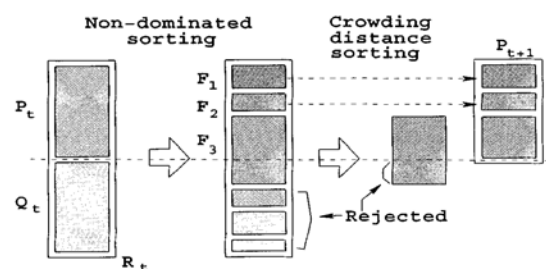 Non-dominated
sorting
Crowding
distance
sorting
P t+1
F 1
F 2
F 3
P t
Q t
R t
Rejected